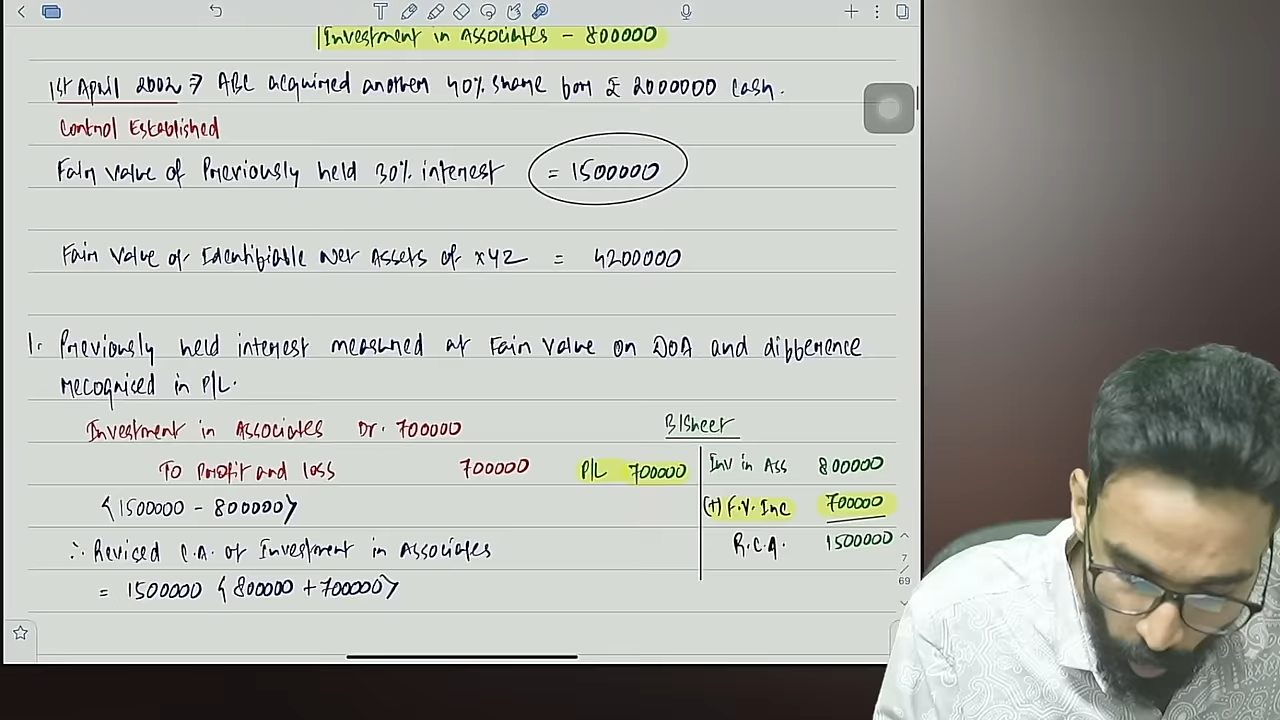 Investment in Associates - 800000
1st April 2002 ⇒ ABC acquired another 40% share for £ 2000000 cash.
Control Established
Fair Value of Previously held 30% interest = 1500000
Fair Value of Identifiable Net Assets of XYZ = 4200000
1. Previously held interest measured at Fair Value on DOA and difference
recognised in P/L.
B/Sheet
Investment in Associates Dr. 700000
To Profit and loss 700000 P/L 700000
Inv in Ass 800000
{1500000 - 800000}
(+) F.V. Inc 700000
∴ Revised C.A. of Investment in Associates
R.C.A. 1500000
= 1500000 {800000 + 700000}
7
/
69